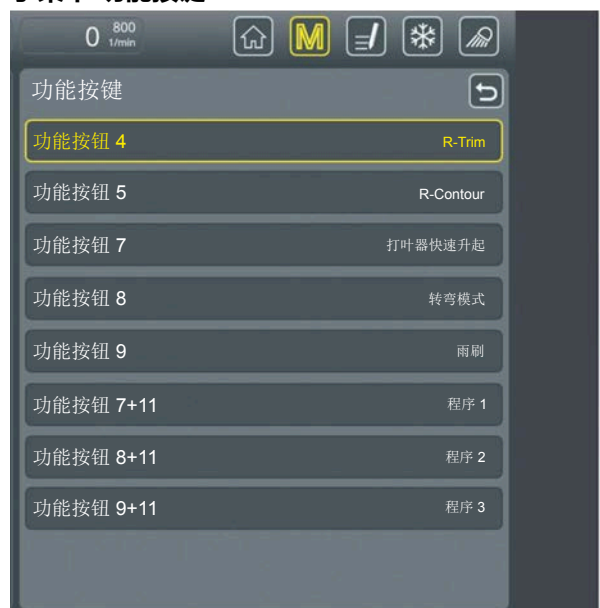 0 800
1/min
M
功能按键
功能按钮 4 R-Trim
功能按钮 5 R-Contour
功能按钮 7 打叶器快速升起
功能按钮 8 转弯模式
功能按钮 9 雨刷
功能按钮 7+11 程序 1
功能按钮 8+11 程序 2
功能按钮 9+11 程序 3